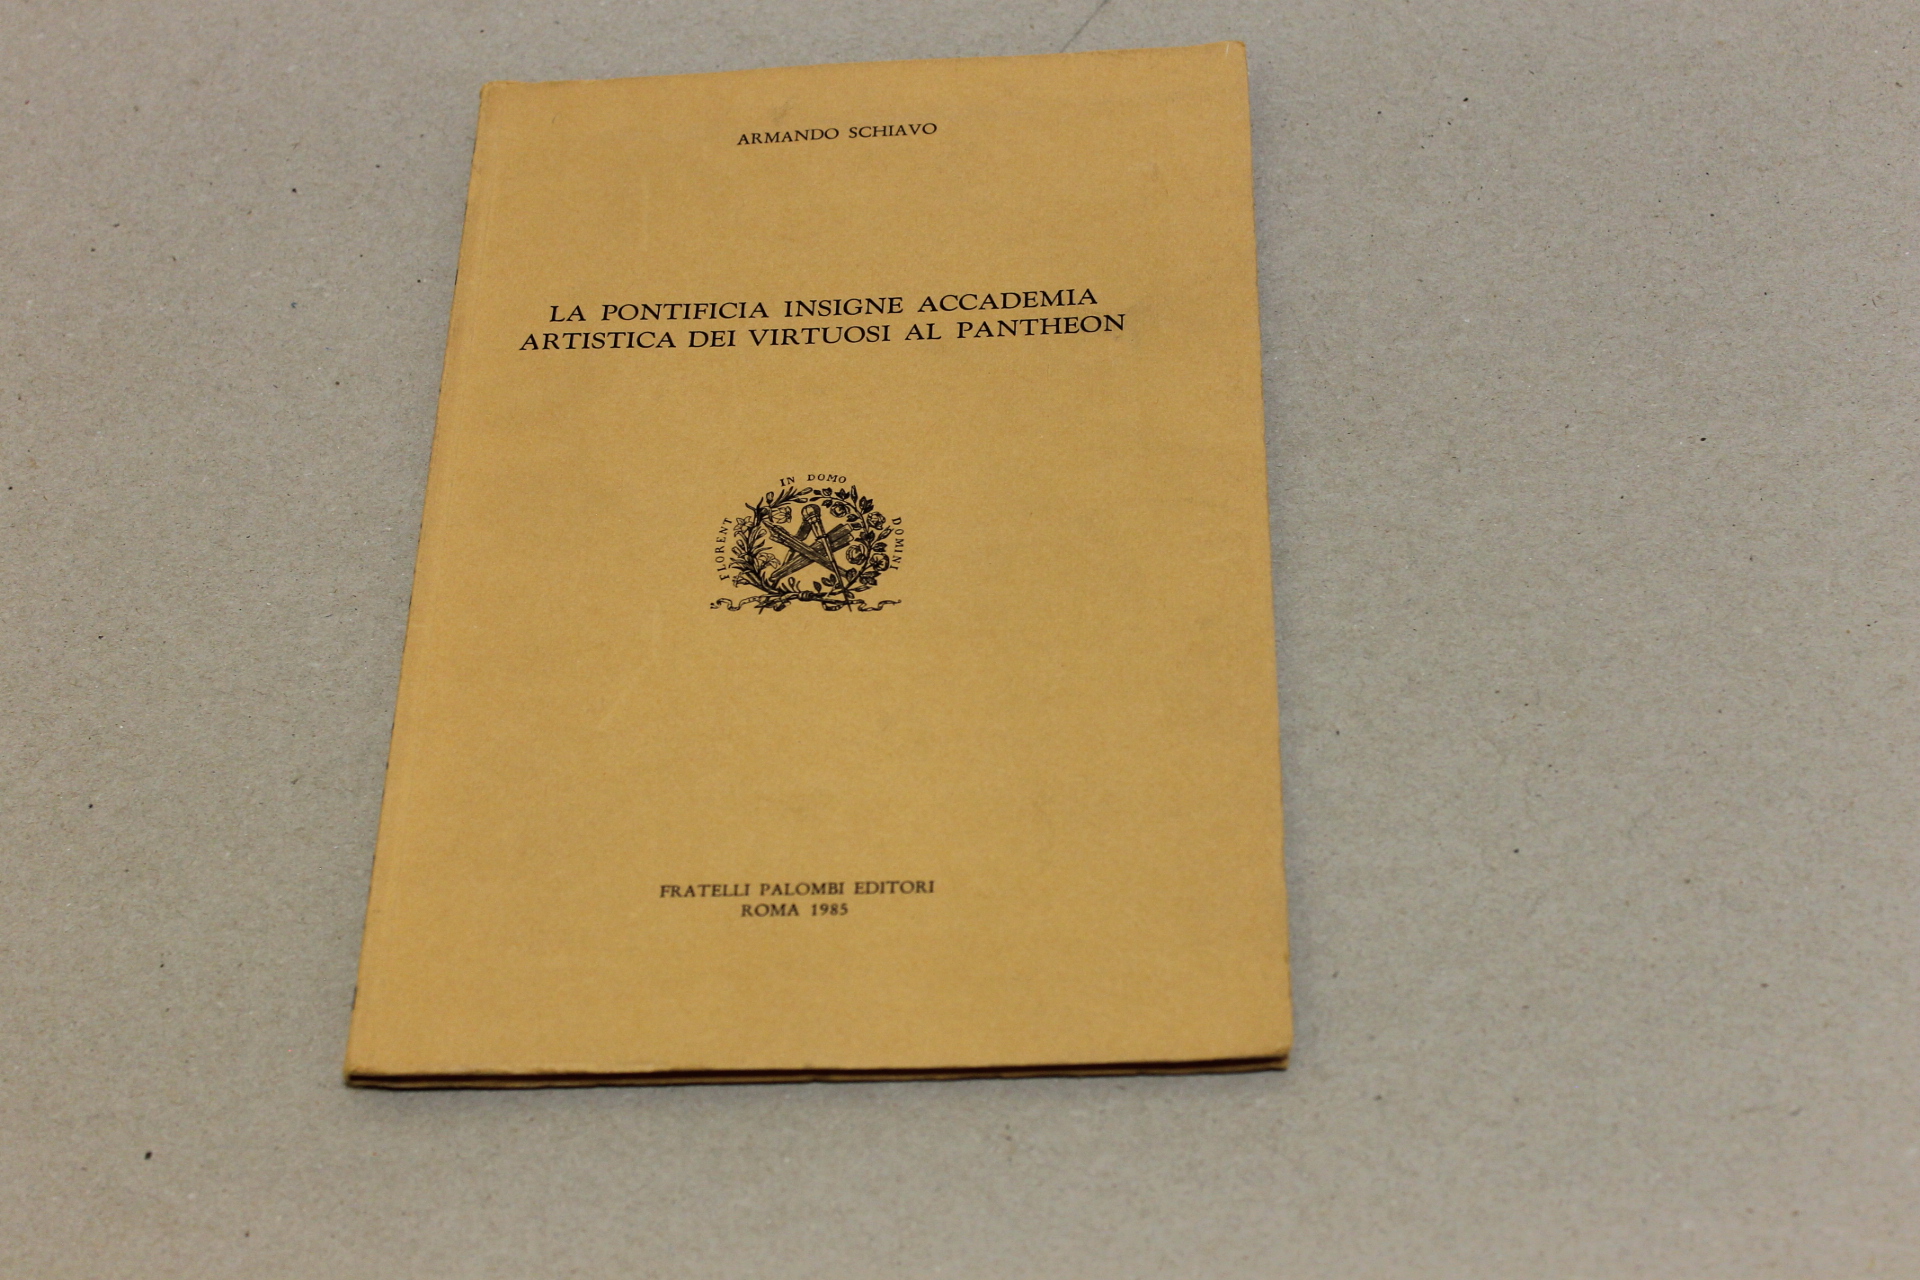 ARMANDO SCHIAVO
LA PONTIFICIA INSIGNE ACCADEMIA
ARTISTICA DEI VIRTUOSI AL PANTHEON
FLORENT IN DOMO DOMINI
FRATELLI PALOMBI EDITORI
ROMA 1985